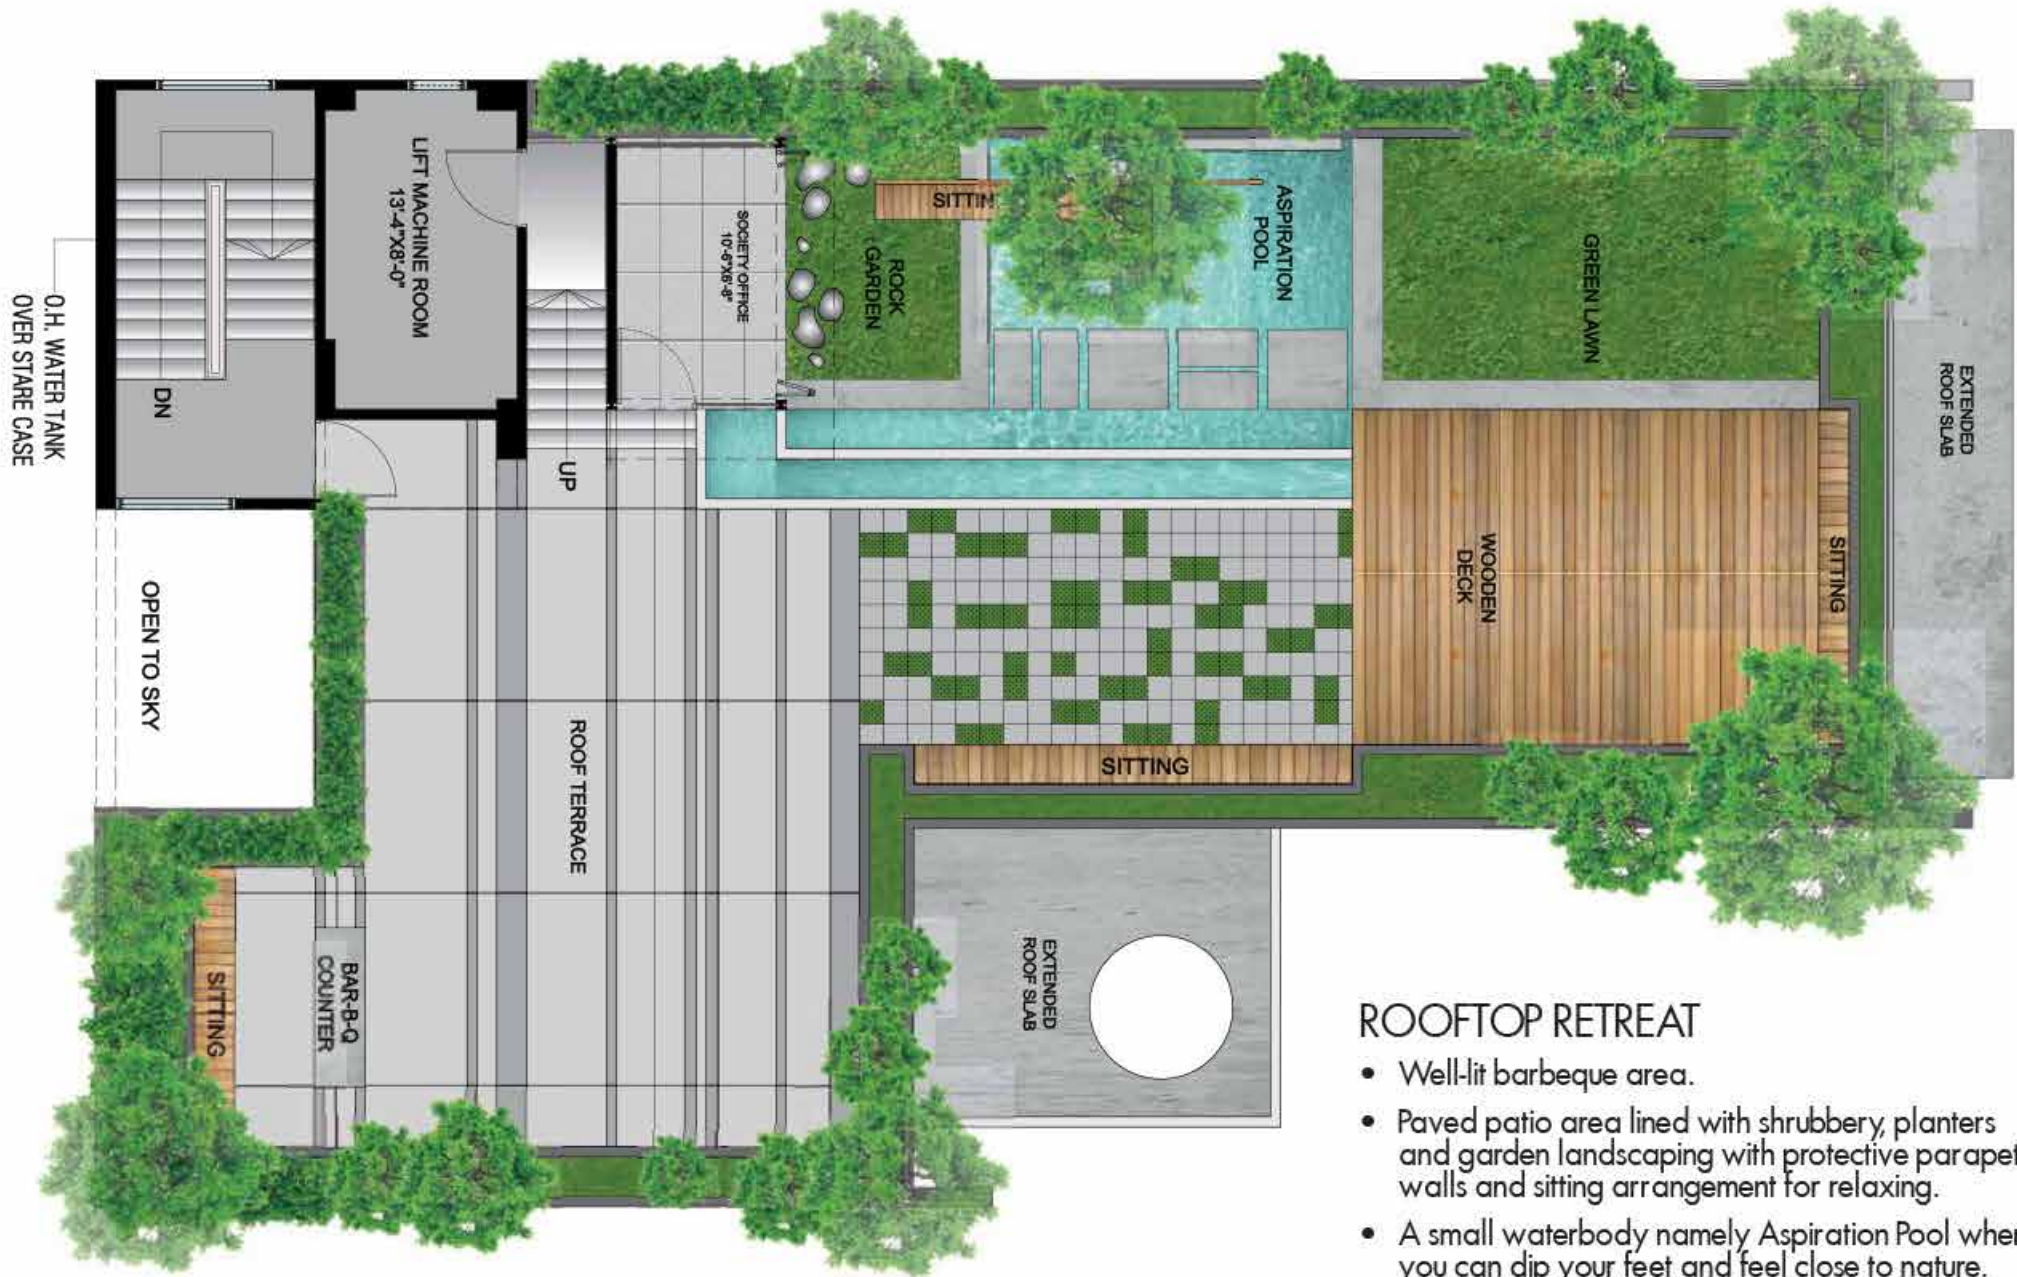 LIFT MACHINE ROOM
13'-4"X8'-0"
SOCIETY OFFICE
10'-6"X6'-8"
ROCK
GARDEN
ASPIRATION
POOL
GREEN LAWN
EXTENDED
ROOF SLAB
O.H. WATER TANK
OVER STARE CASE
DN
UP
WOODEN
DECK
SITTING
OPEN TO SKY
ROOF TERRACE
SITTING
SITTING
BAR-B-Q
COUNTER
EXTENDED
ROOF SLAB
SITTIN
ROOFTOP RETREAT
• Well-lit barbeque area.
• Paved patio area lined with shrubbery, planters
and garden landscaping with protective parapet
walls and sitting arrangement for relaxing.
• A small waterbody namely Aspiration Pool wher
you can dip your feet and feel close to nature.